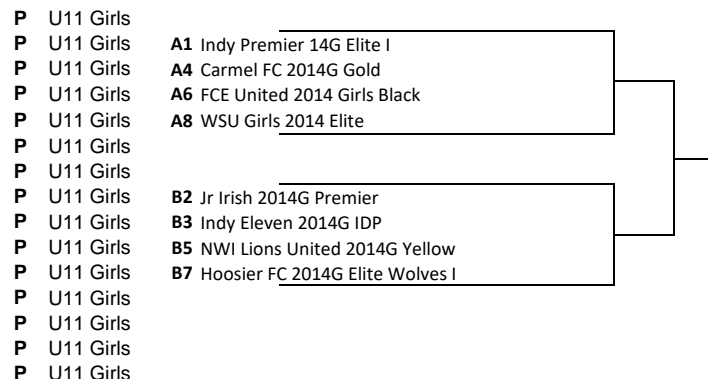 P U11 Girls
P U11 Girls A1 Indy Premier 14G Elite I
P U11 Girls A4 Carmel FC 2014G Gold
P U11 Girls A6 FCE United 2014 Girls Black
P U11 Girls A8 WSU Girls 2014 Elite
P U11 Girls
P U11 Girls
P U11 Girls B2 Jr Irish 2014G Premier
P U11 Girls B3 Indy Eleven 2014G IDP
P U11 Girls B5 NWI Lions United 2014G Yellow
P U11 Girls B7 Hoosier FC 2014G Elite Wolves I
P U11 Girls
P U11 Girls
P U11 Girls
P U11 Girls